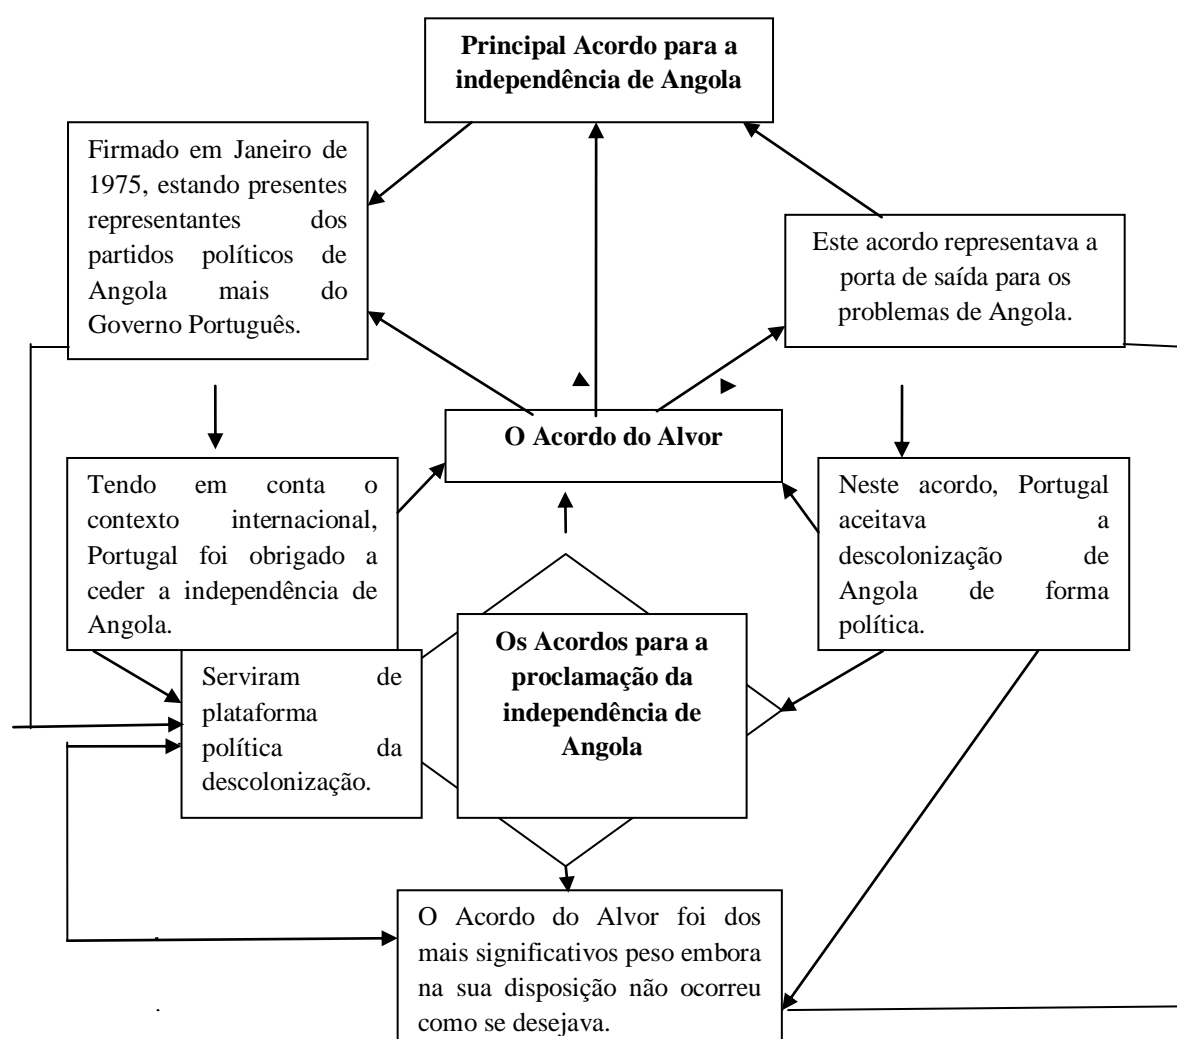 Principal Acordo para a
independência de Angola
Firmado em Janeiro de
1975, estando presentes
representantes dos
partidos políticos de
Angola mais do
Governo Português.
Este acordo representava a
porta de saída para os
problemas de Angola.
O Acordo do Alvor
Tendo em conta o
contexto internacional,
Portugal foi obrigado a
ceder a independência de
Angola.
Neste acordo, Portugal
aceitava a
descolonização de
Angola de forma
política.
Os Acordos para a
proclamação da
independência de
Angola
Serviram de
plataforma
política da
descolonização.
O Acordo do Alvor foi dos
mais significativos peso embora
na sua disposição não ocorreu
como se desejava.